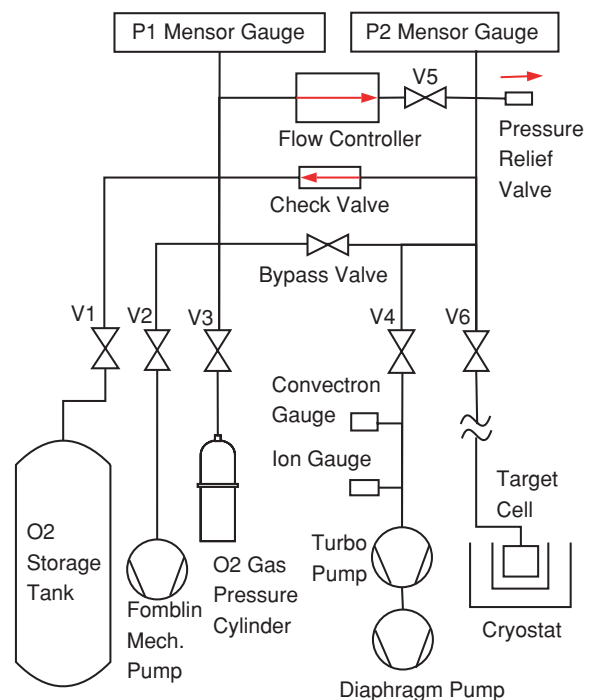 P1 Mensor Gauge
P2 Mensor Gauge
V5
Flow Controller
Pressure
Relief
Valve
Check Valve
Bypass Valve
V1
V2
V3
V4
V6
Convectron
Gauge
Ion Gauge
Target
Cell
O2
Storage
Tank
Fomblin
Mech.
Pump
O2 Gas
Pressure
Cylinder
Turbo
Pump
Cryostat
Diaphragm Pump